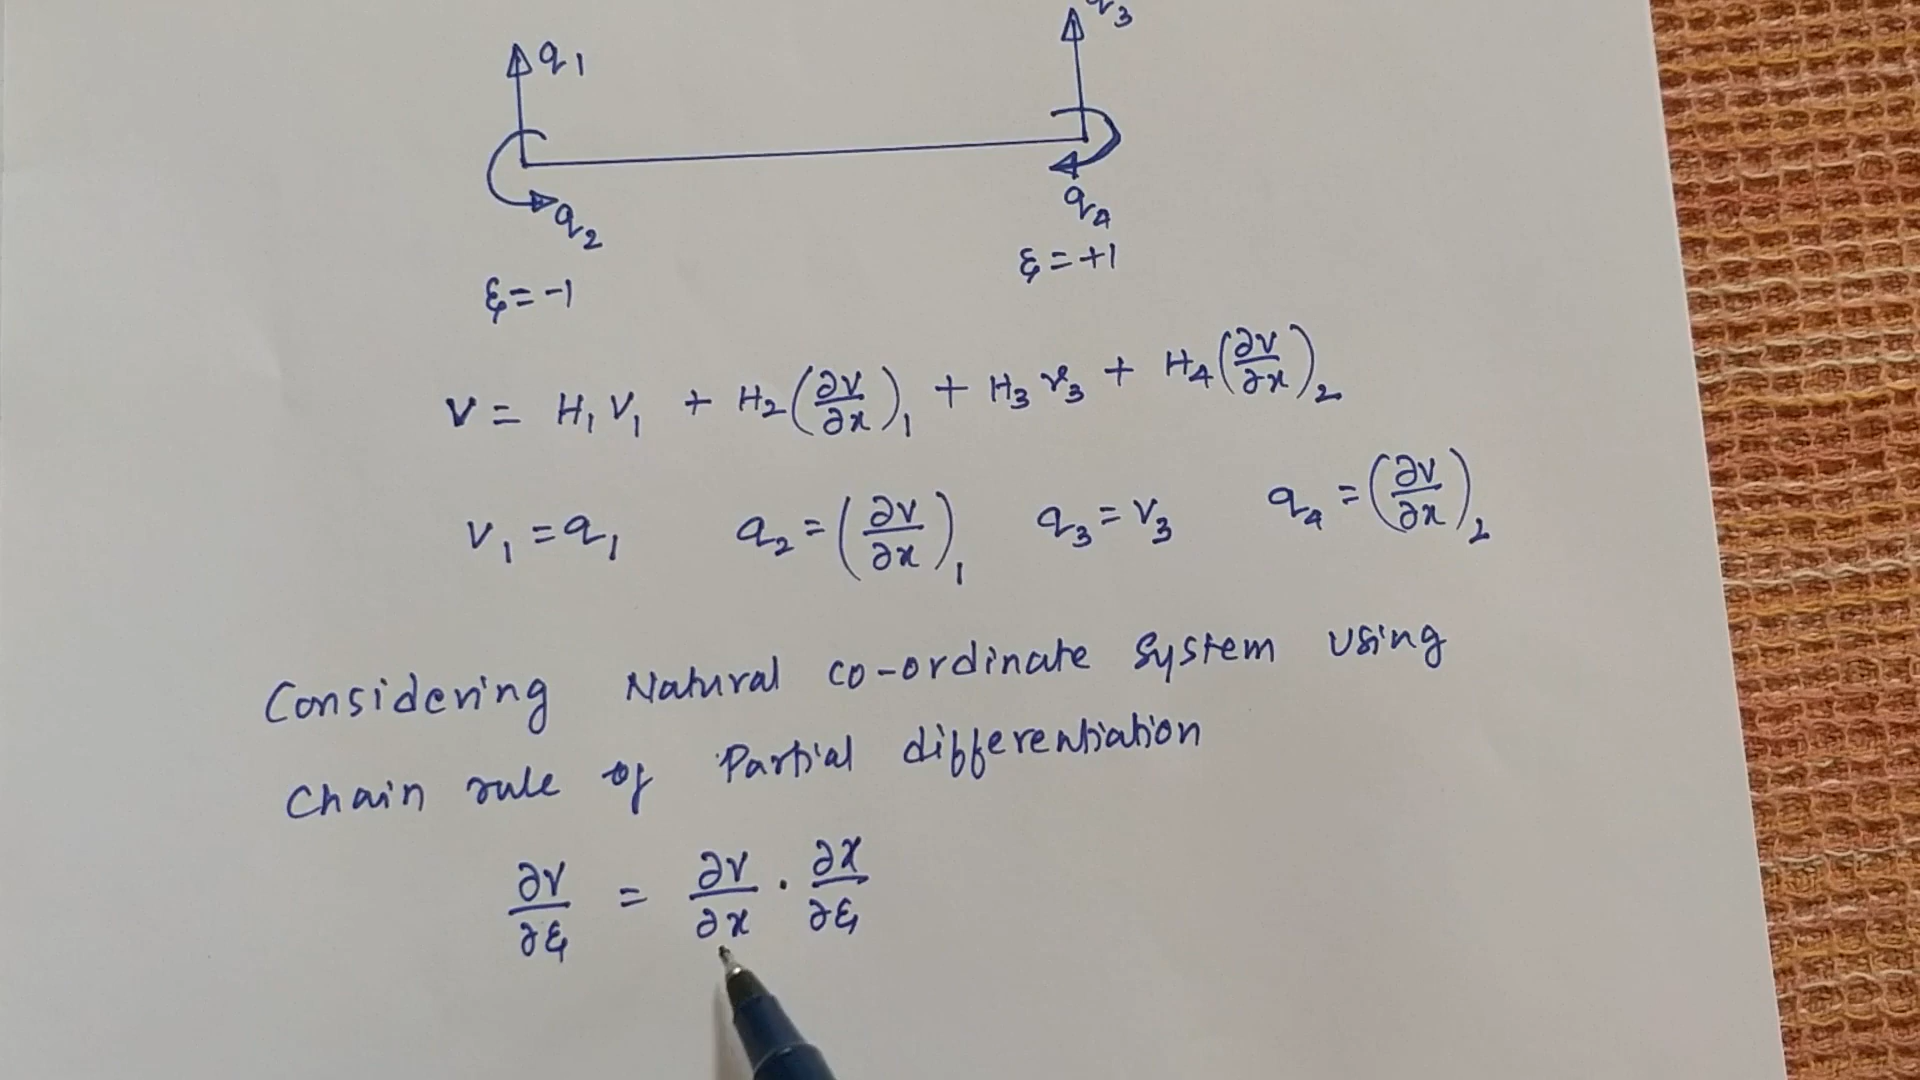 q₁ q₃
q₂ q₄
ξ = -1 ξ = +1
V = H₁ V₁ + H₂ (∂v/∂x)₁ + H₃ v₃ + H₄ (∂v/∂x)₂
V₁ = q₁ q₂ = (∂v/∂x)₁ q₃ = V₃ q₄ = (∂v/∂x)₂
Considering Natural co-ordinate System using
Chain rule of Partial differentiation
∂v/∂ξ = ∂v/∂x · ∂x/∂ξ